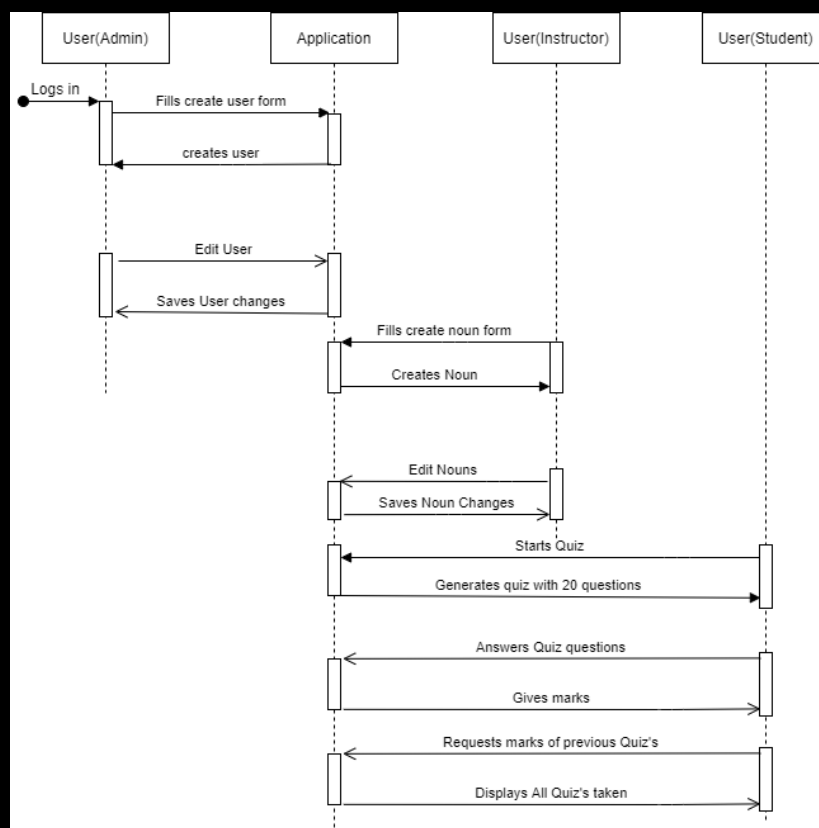 User(Admin)
Application
User(Instructor)
User(Student)
Logs in
Fills create user form
creates user
Edit User
Saves User changes
Fills create noun form
Creates Noun
Edit Nouns
Saves Noun Changes
Starts Quiz
Generates quiz with 20 questions
Answers Quiz questions
Gives marks
Requests marks of previous Quiz's
Displays All Quiz's taken